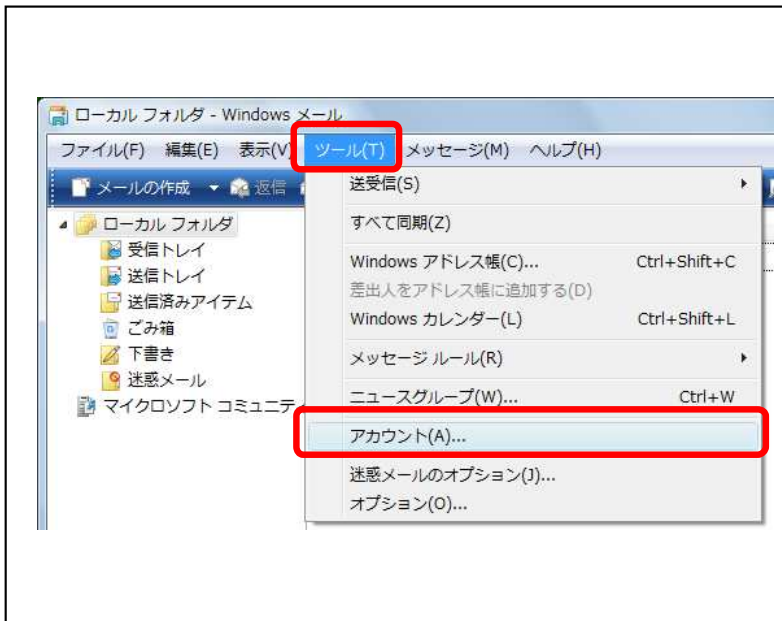 ローカル フォルダ - Windows メール
ファイル(F) 編集(E) 表示(V) ツール(T) メッセージ(M) ヘルプ(H)
メールの作成 返信
送受信(S)
すべて同期(Z)
Windows アドレス帳(C)... Ctrl+Shift+C
差出人をアドレス帳に追加する(D)
Windows カレンダー(L) Ctrl+Shift+L
メッセージ ルール(R)
ニュースグループ(W)... Ctrl+W
アカウント(A)...
迷惑メールのオプション(J)...
オプション(O)...
ローカル フォルダ
受信トレイ
送信トレイ
送信済みアイテム
ごみ箱
下書き
迷惑メール
マイクロソフト コミュニテ